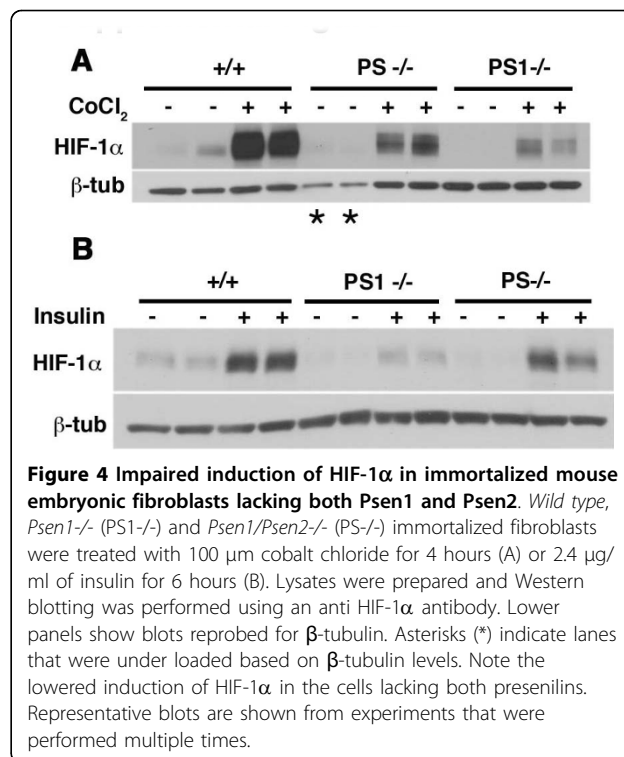 A
+/+ PS -/- PS1-/-
CoCl2 - - + + - - + + - - + +
HIF-1α
β-tub
* *
B
+/+ PS1 -/- PS-/-
Insulin - - + + - - + + - - + +
HIF-1α
β-tub
Figure 4 Impaired induction of HIF-1α in immortalized mouse
embryonic fibroblasts lacking both Psen1 and Psen2. Wild type,
Psen1-/- (PS1-/-) and Psen1/Psen2-/- (PS-/-) immortalized fibroblasts
were treated with 100 μm cobalt chloride for 4 hours (A) or 2.4 μg/
ml of insulin for 6 hours (B). Lysates were prepared and Western
blotting was performed using an anti HIF-1α antibody. Lower
panels show blots reprobed for β-tubulin. Asterisks (*) indicate lanes
that were under loaded based on β-tubulin levels. Note the
lowered induction of HIF-1α in the cells lacking both presenilins.
Representative blots are shown from experiments that were
performed multiple times.